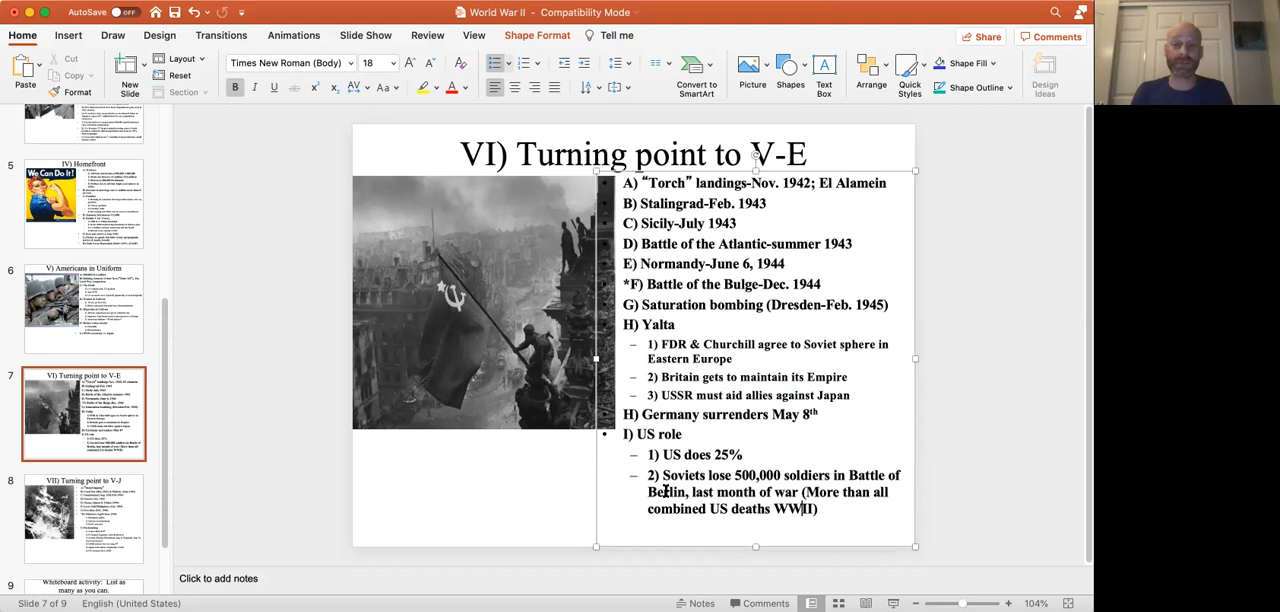 AutoSave OFF
World War II - Compatibility Mode
Home Insert Draw Design Transitions Animations Slide Show Review View Shape Format Tell me
Share Comments
Paste
Cut
Copy
Format
New Slide
Layout
Reset
Section
Times New Roman (Body) 18
Convert to SmartArt
Picture
Shapes
Text Box
Arrange
Quick Styles
Shape Fill
Shape Outline
Design Ideas
5
IV) Homefront
We Can Do It!
6
V) Americans in Uniform
7
VI) Turning point to V-E
8
VII) Turning point to V-J
9
Whiteboard activity: List as
many as you can.
VI) Turning point to V-E
A) “Torch” landings-Nov. 1942; El Alamein
B) Stalingrad-Feb. 1943
C) Sicily-July 1943
D) Battle of the Atlantic-summer 1943
E) Normandy-June 6, 1944
*F) Battle of the Bulge-Dec. 1944
G) Saturation bombing (Dresden-Feb. 1945)
H) Yalta
– 1) FDR & Churchill agree to Soviet sphere in
Eastern Europe
– 2) Britain gets to maintain its Empire
– 3) USSR must aid allies against Japan
H) Germany surrenders May 8th
• I) US role
– 1) US does 25%
– 2) Soviets lose 500,000 soldiers in Battle of
Berlin, last month of war (More than all
combined US deaths WWII)
Click to add notes
Slide 7 of 9 English (United States) Notes Comments 104%